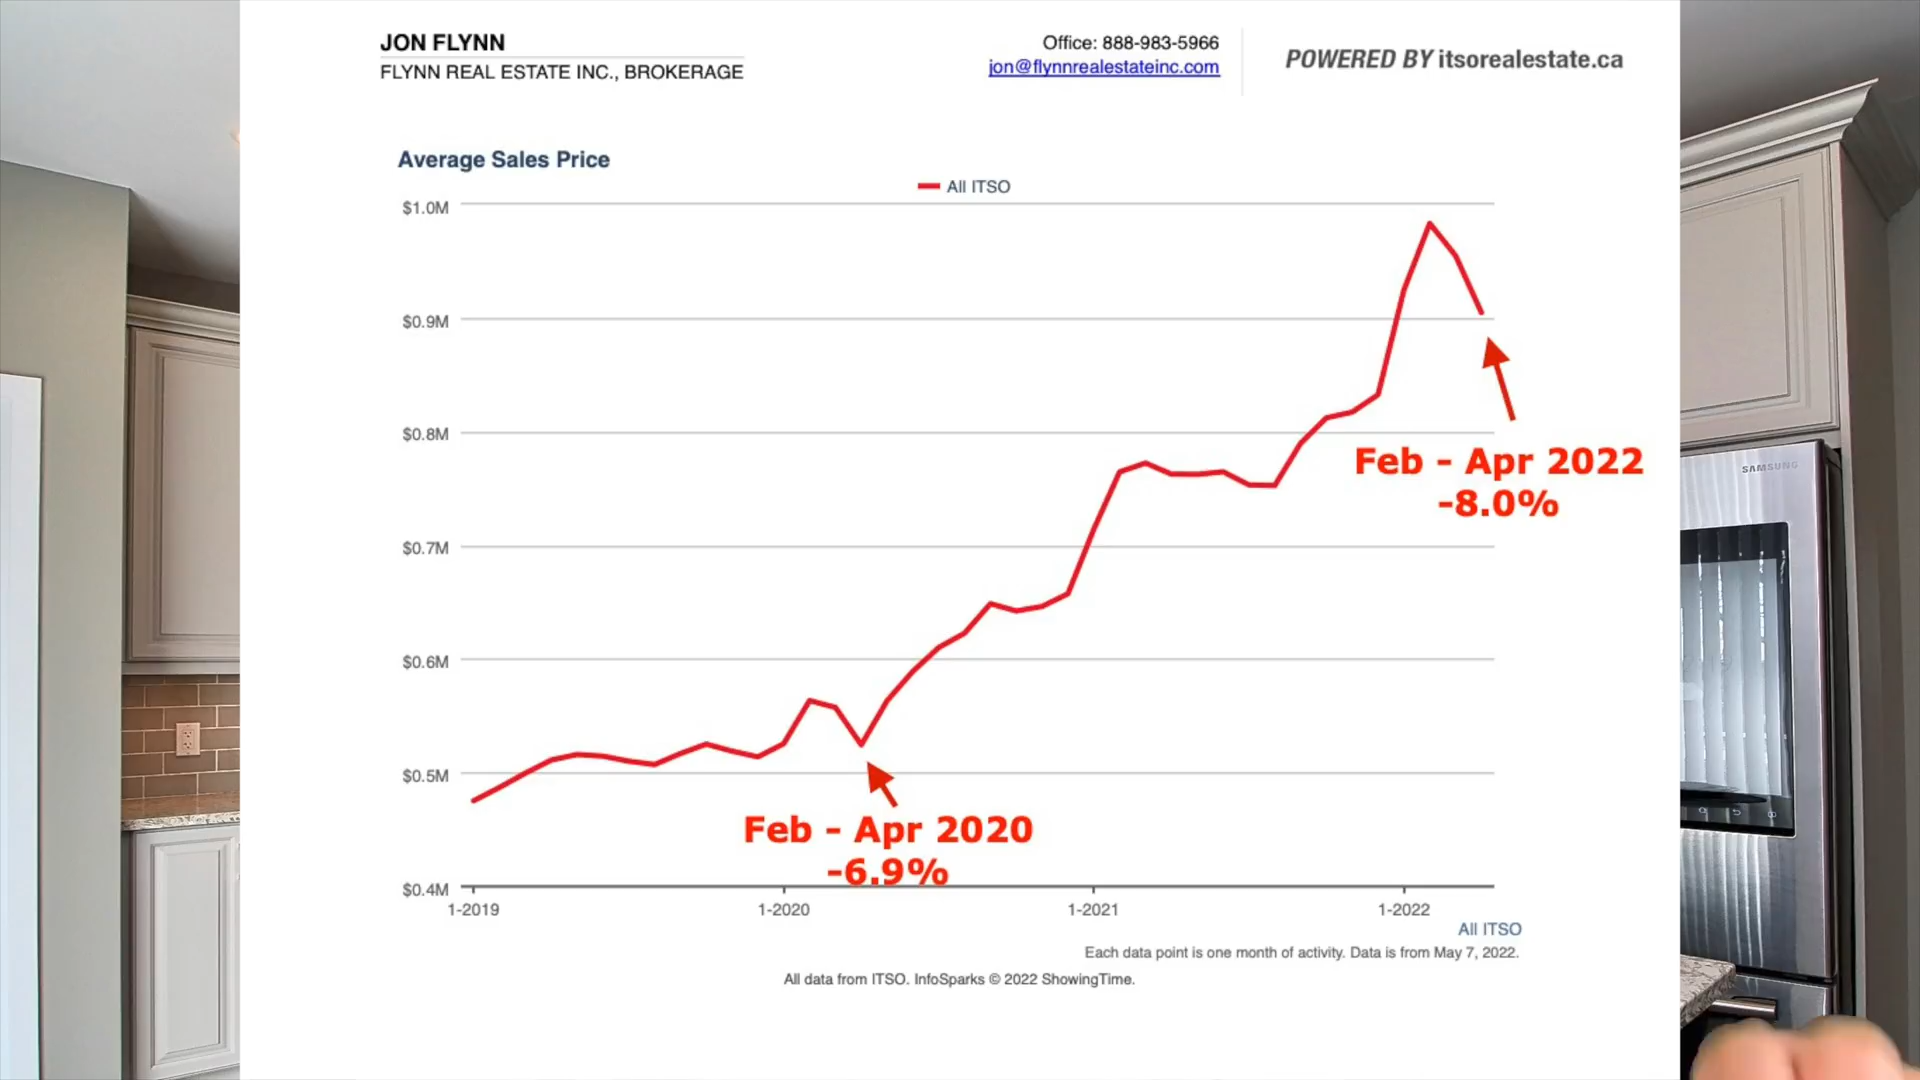 JON FLYNN
FLYNN REAL ESTATE INC., BROKERAGE
Office: 888-983-5966
jon@flynnrealestateinc.com
POWERED BY itsorealestate.ca
Average Sales Price
All ITSO
$1.0M
$0.9M
$0.8M
$0.7M
$0.6M
$0.5M
$0.4M
Feb - Apr 2022
-8.0%
Feb - Apr 2020
-6.9%
1-2019
1-2020
1-2021
1-2022
All ITSO
Each data point is one month of activity. Data is from May 7, 2022.
All data from ITSO. InfoSparks © 2022 ShowingTime.
SAMSUNG